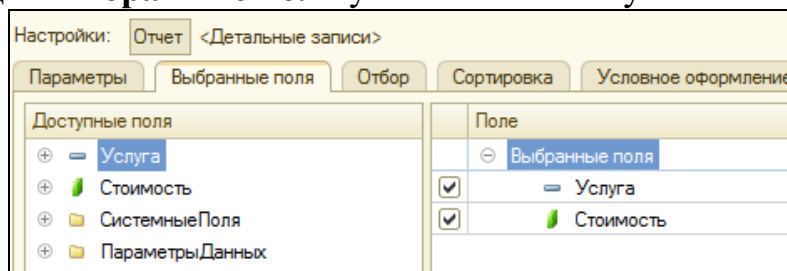 Настройки: Отчет <Детальные записи>
Параметры Выбранные поля Отбор Сортировка Условное оформление
Доступные поля Поле
Услуга Выбранные поля
Стоимость Услуга
СистемныеПоля Стоимость
ПараметрыДанных